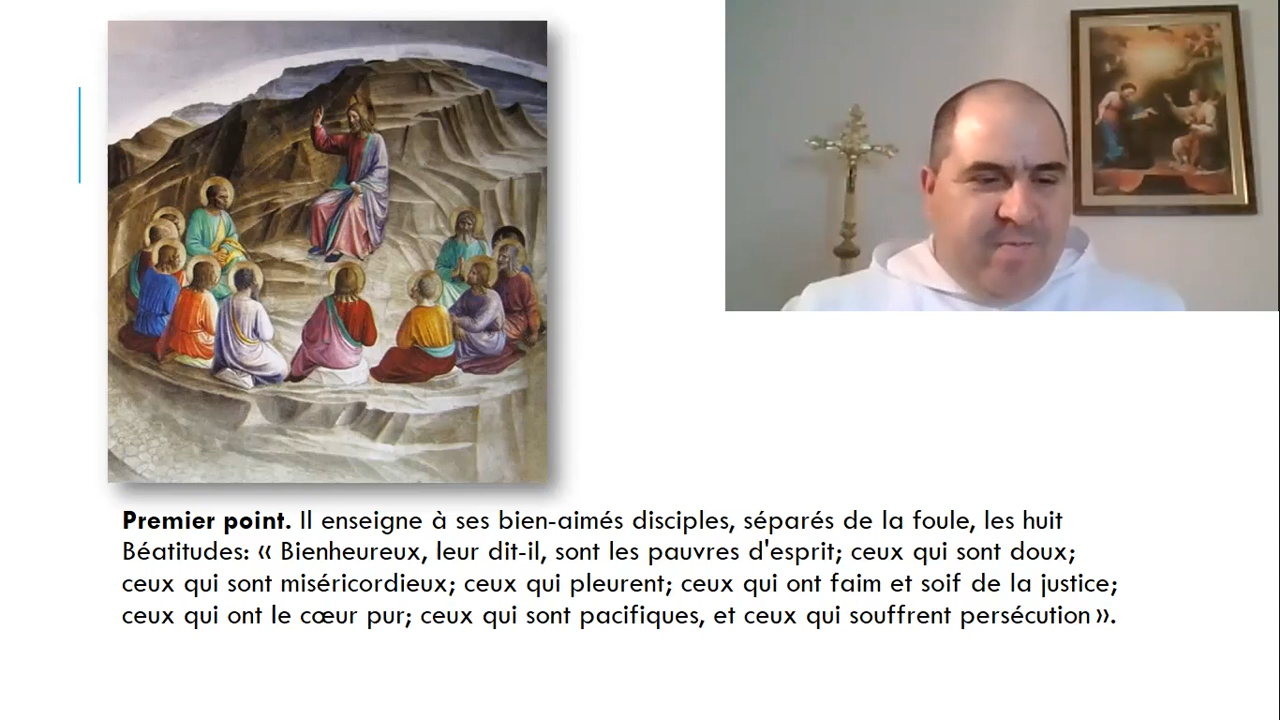 Premier point. Il enseigne à ses bien-aimés disciples, séparés de la foule, les huit
Béatitudes: « Bienheureux, leur dit-il, sont les pauvres d'esprit; ceux qui sont doux;
ceux qui sont miséricordieux; ceux qui pleurent; ceux qui ont faim et soif de la justice;
ceux qui ont le cœur pur; ceux qui sont pacifiques, et ceux qui souffrent persécution ».